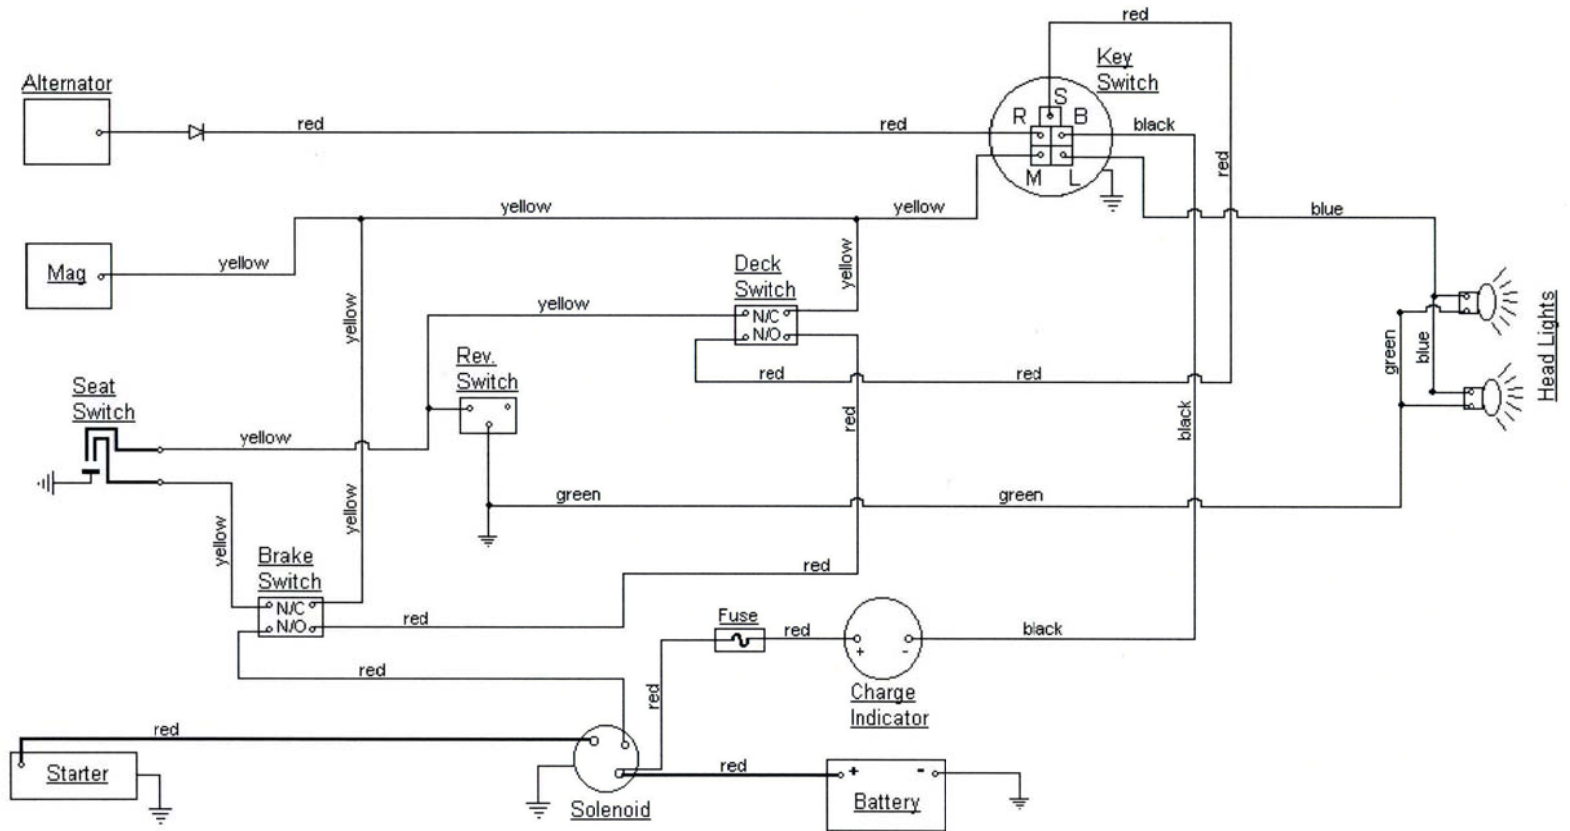 red
Key
Switch
Alternator
S
R
B
red
red
black
M
L
red
yellow
yellow
blue
Mag
yellow
Deck
Switch
yellow
yellow
N/C
N/O
yellow
Rev.
Switch
red
red
green
blue
Head Lights
Seat
Switch
yellow
red
black
yellow
yellow
green
green
Brake
Switch
N/C
N/O
red
red
Fuse
red
+
-
black
red
red
Charge
Indicator
red
Starter
Solenoid
red
+
-
Battery